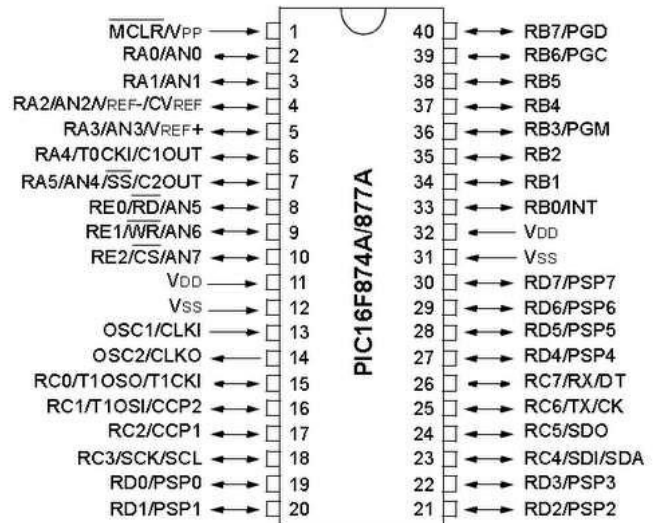 MCLR/VPP 1 40 RB7/PGD
RA0/AN0 2 39 RB6/PGC
RA1/AN1 3 38 RB5
RA2/AN2/VREF-/CVREF 4 37 RB4
RA3/AN3/VREF+ 5 36 RB3/PGM
RA4/T0CKI/C1OUT 6 35 RB2
RA5/AN4/SS/C2OUT 7 34 RB1
RE0/RD/AN5 8 33 RB0/INT
RE1/WR/AN6 9 32 VDD
RE2/CS/AN7 10 31 VSS
VDD 11 30 RD7/PSP7
VSS 12 29 RD6/PSP6
OSC1/CLKI 13 28 RD5/PSP5
OSC2/CLKO 14 27 RD4/PSP4
RC0/T1OSO/T1CKI 15 26 RC7/RX/DT
RC1/T1OSI/CCP2 16 25 RC6/TX/CK
RC2/CCP1 17 24 RC5/SDO
RC3/SCK/SCL 18 23 RC4/SDI/SDA
RD0/PSP0 19 22 RD3/PSP3
RD1/PSP1 20 21 RD2/PSP2
PIC16F874A/877A